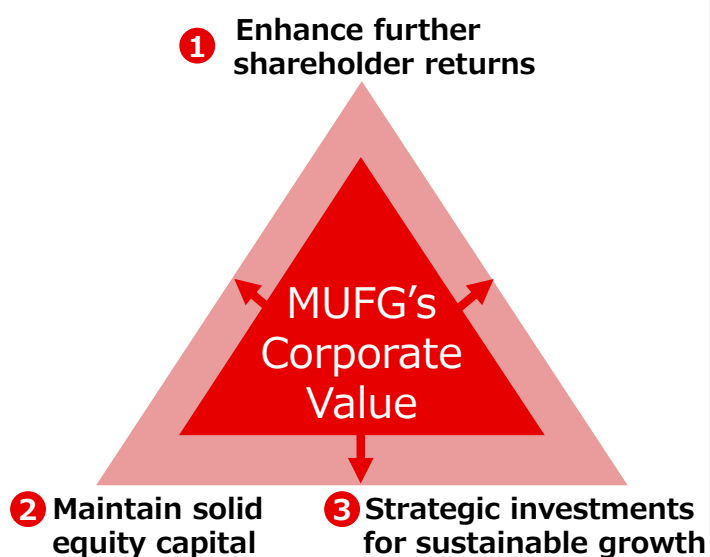 1 Enhance further
shareholder returns
MUFG's
Corporate
Value
2 Maintain solid
equity capital
3 Strategic investments
for sustainable growth